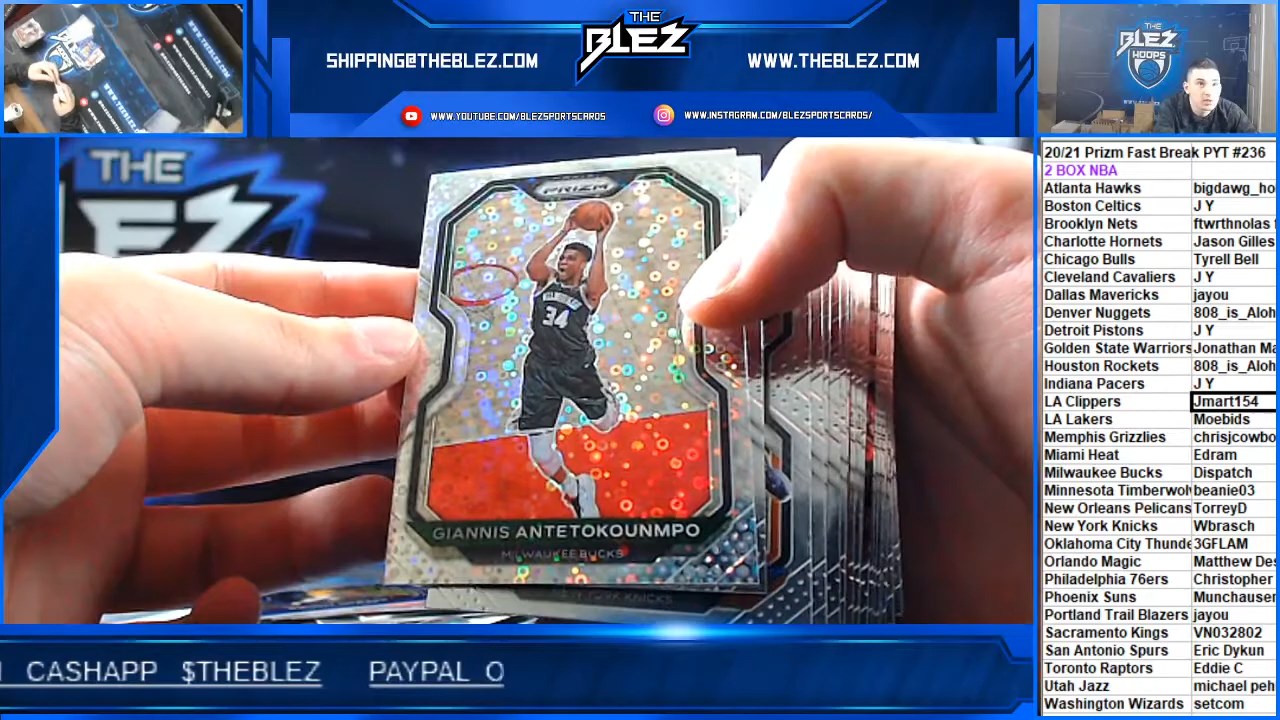 THE
BLEZ
SHIPPING@THEBLEZ.COM
WWW.THEBLEZ.COM
WWW.YOUTUBE.COM/BLEZSPORTSCARDS
WWW.INSTAGRAM.COM/BLEZSPORTSCARDS/
THE
BLEZ
HOOPS
THE
EZ
PRIZM
34
GIANNIS ANTETOKOUNMPO
MILWAUKEE BUCKS
YORK KNICKS
20/21 Prizm Fast Break PYT #236
2 BOX NBA
Atlanta Hawks bigdawg_ho
Boston Celtics J Y
Brooklyn Nets ftwrthnolas
Charlotte Hornets Jason Gilles
Chicago Bulls Tyrell Bell
Cleveland Cavaliers J Y
Dallas Mavericks jayou
Denver Nuggets 808_is_Aloh
Detroit Pistons J Y
Golden State Warriors Jonathan Ma
Houston Rockets 808_is_Aloh
Indiana Pacers J Y
LA Clippers Jmart154
LA Lakers Moebids
Memphis Grizzlies chrisjcowbo
Miami Heat Edram
Milwaukee Bucks Dispatch
Minnesota Timberwolv beanie03
New Orleans Pelicans TorreyD
New York Knicks Wbrasch
Oklahoma City Thunde 3GFLAM
Orlando Magic Matthew Des
Philadelphia 76ers Christopher
Phoenix Suns Munchauser
Portland Trail Blazers jayou
Sacramento Kings VN032802
San Antonio Spurs Eric Dykun
Toronto Raptors Eddie C
Utah Jazz michael peh
Washington Wizards setcom
CASHAPP $THEBLEZ PAYPAL O